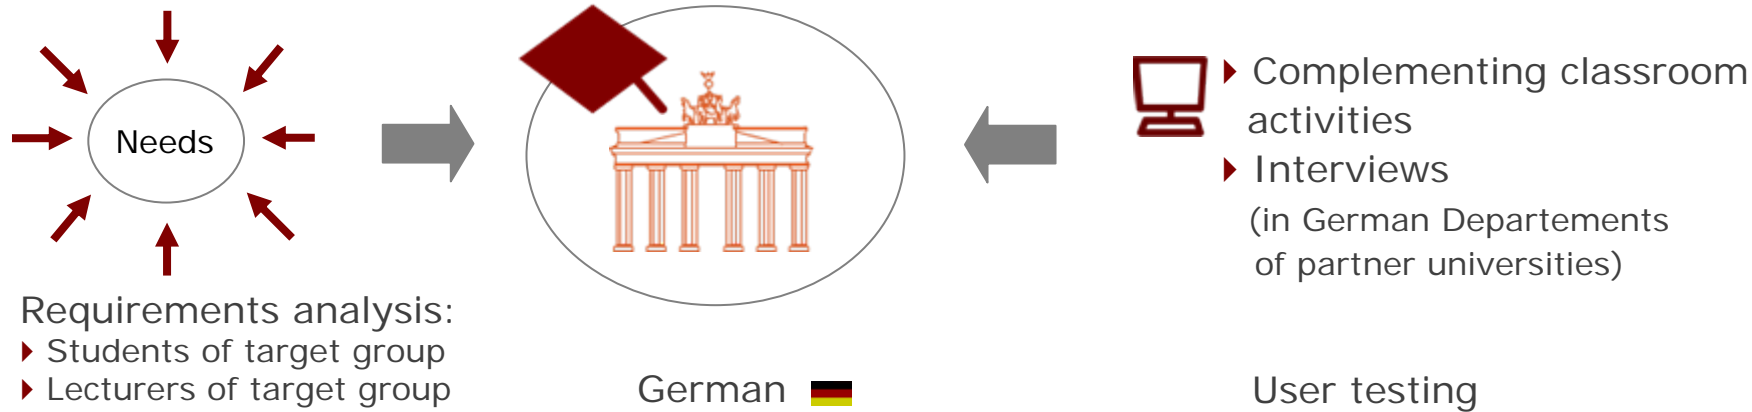 Needs
Requirements analysis:
Students of target group
Lecturers of target group
German
Complementing classroom
activities
Interviews
(in German Departements
of partner universities)
User testing